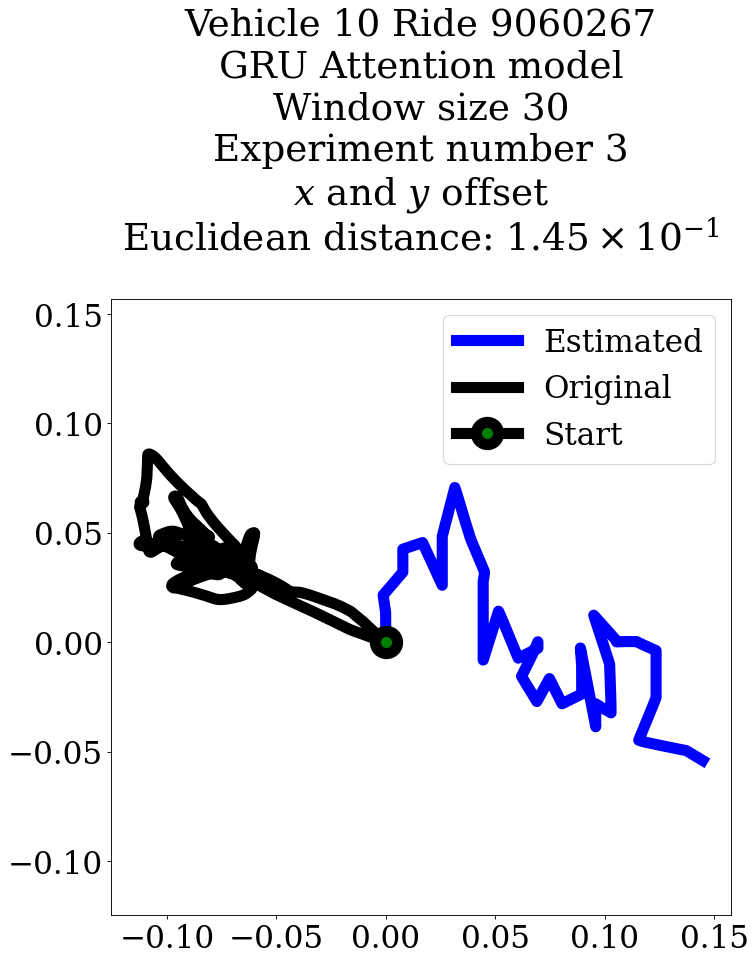 Vehicle 10 Ride 9060267
GRU Attention model
Window size 30
Experiment number 3
x and y offset
Euclidean distance: 1.45 × 10⁻¹
Estimated
Original
Start
0.15
0.10
0.05
0.00
−0.05
−0.10
−0.10 −0.05 0.00 0.05 0.10 0.15